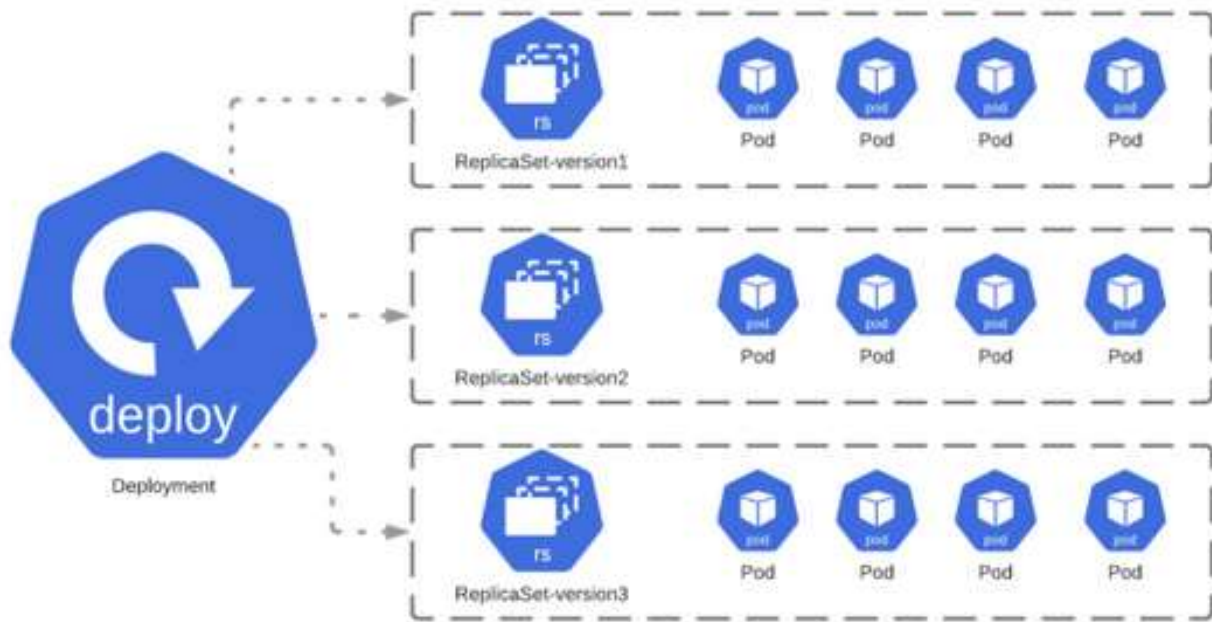 rs
ReplicaSet-version1
pod pod pod pod
Pod Pod Pod Pod
rs
ReplicaSet-version2
pod pod pod pod
Pod Pod Pod Pod
deploy
Deployment
rs
ReplicaSet-version3
pod pod pod pod
Pod Pod Pod Pod